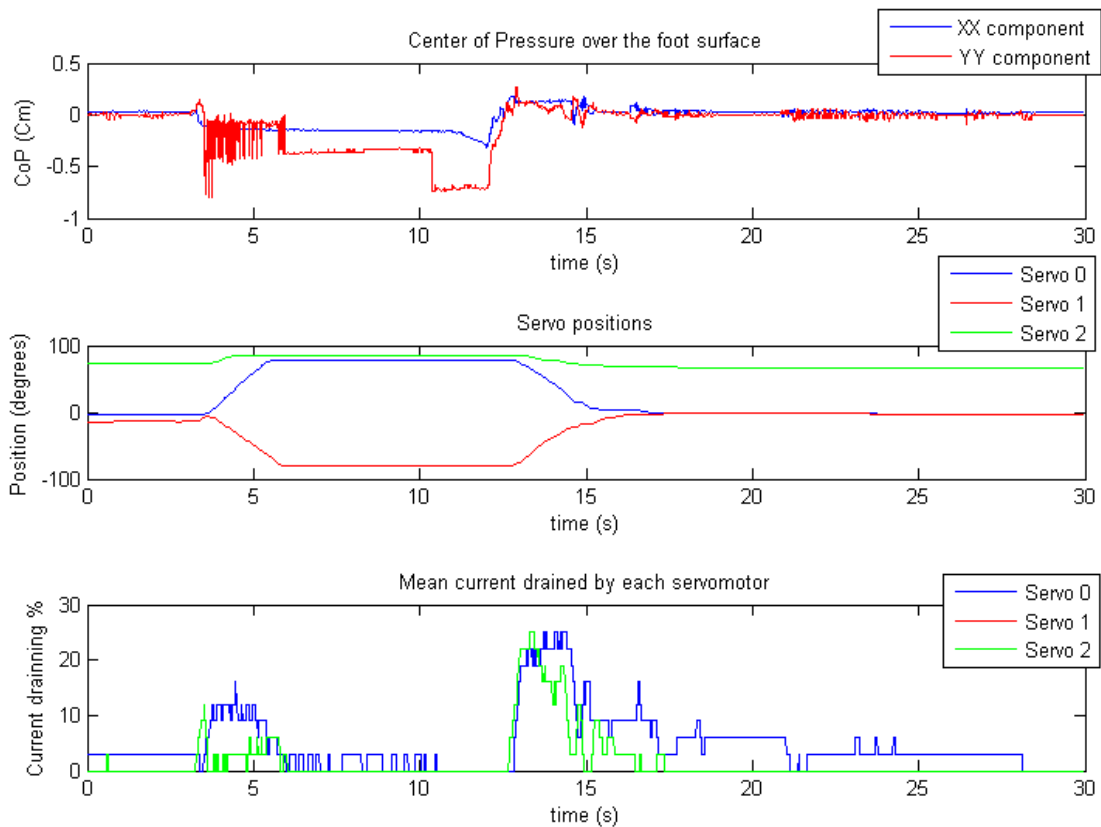 Center of Pressure over the foot surface
XX component
YY component
CoP (Cm)
0.5
0
-0.5
-1
0 5 10 15 20 25 30
time (s)
Servo positions
Servo 0
Servo 1
Servo 2
Position (degrees)
100
0
-100
0 5 10 15 20 25 30
time (s)
Mean current drained by each servomotor
Servo 0
Servo 1
Servo 2
Current drainning %
30
20
10
0
0 5 10 15 20 25 30
time (s)